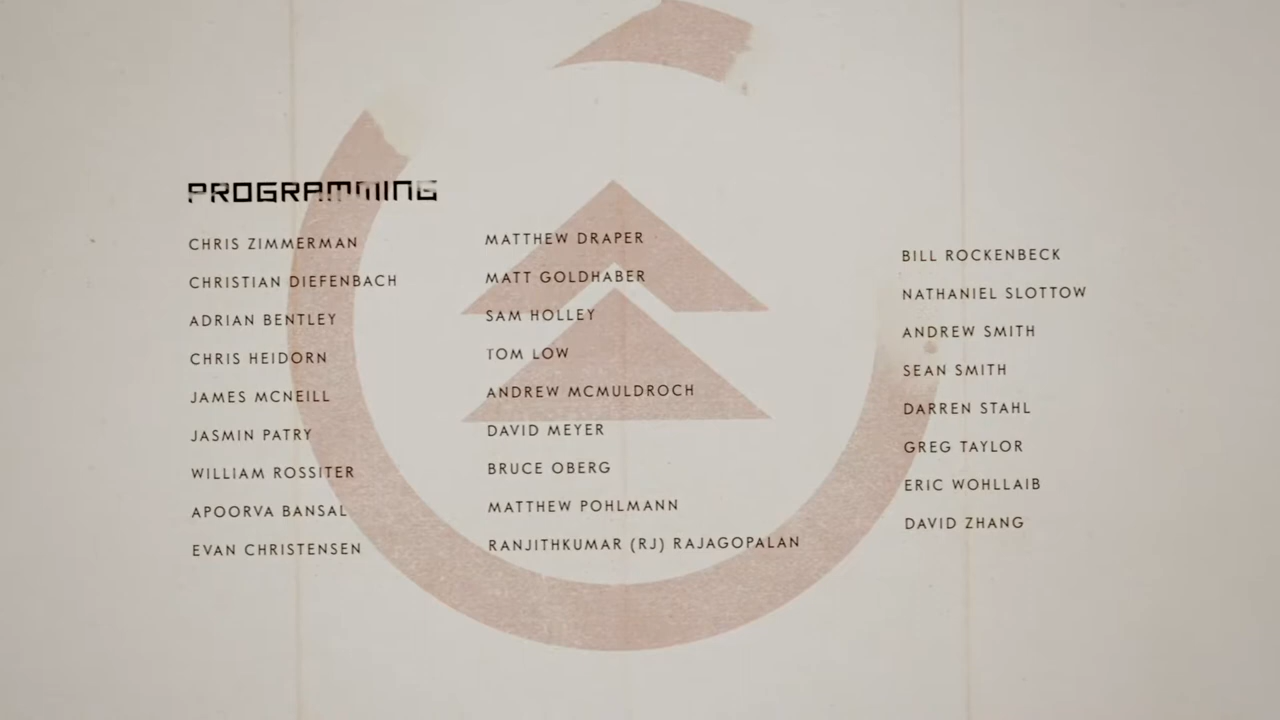 PROGRAMMING
CHRIS ZIMMERMAN
CHRISTIAN DIEFENBACH
ADRIAN BENTLEY
CHRIS HEIDORN
JAMES MCNEILL
JASMIN PATRY
WILLIAM ROSSITER
APOORVA BANSAL
EVAN CHRISTENSEN
MATTHEW DRAPER
MATT GOLDHABER
SAM HOLLEY
TOM LOW
ANDREW MCMULDROCH
DAVID MEYER
BRUCE OBERG
MATTHEW POHLMANN
RANJITHKUMAR (RJ) RAJAGOPALAN
BILL ROCKENBECK
NATHANIEL SLOTTOW
ANDREW SMITH
SEAN SMITH
DARREN STAHL
GREG TAYLOR
ERIC WOHLLAIB
DAVID ZHANG